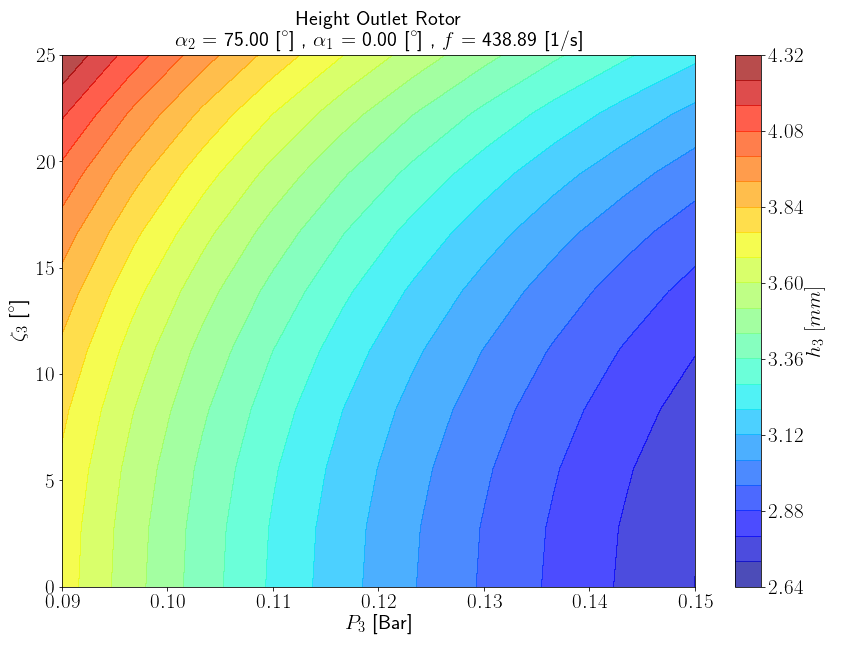 Height Outlet Rotor
α₂ = 75.00 [°] , α₁ = 0.00 [°] , f = 438.89 [1/s]
25
20
15
10
5
0
ζ₃ [°]
0.09 0.10 0.11 0.12 0.13 0.14 0.15
P₃ [Bar]
4.32
4.08
3.84
3.60
3.36
3.12
2.88
2.64
h₃ [mm]